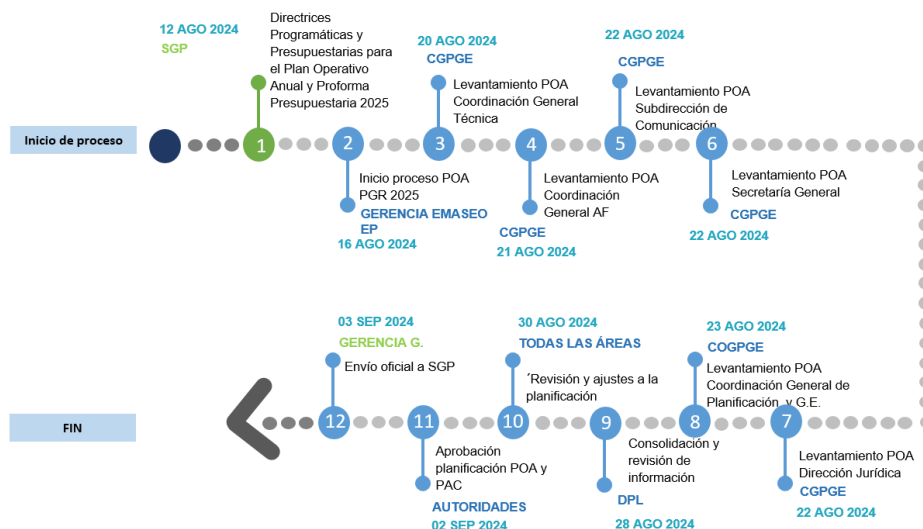 12 AGO 2024
SGP
Directrices
Programáticas y
Presupuestarias para
el Plan Operativo
Anual y Proforma
Presupuestaria 2025
20 AGO 2024
CGPGE
Levantamiento POA
Coordinación General
Técnica
22 AGO 2024
CGPGE
Levantamiento POA
Subdirección de
Comunicación
Inicio de proceso
1
2
3
4
5
6
Inicio proceso POA
PGR 2025
GERENCIA EMASEO
EP
16 AGO 2024
Levantamiento POA
Coordinación
General AF
CGPGE
21 AGO 2024
Levantamiento POA
Secretaría General
CGPGE
22 AGO 2024
03 SEP 2024
GERENCIA G.
Envío oficial a SGP
30 AGO 2024
TODAS LAS ÁREAS
´Revisión y ajustes a la
planificación
23 AGO 2024
COGPGE
Levantamiento POA
Coordinación General de
Planificación y G.E.
FIN
12
11
10
9
8
7
Aprobación
planificación POA y
PAC
AUTORIDADES
02 SEP 2024
Consolidación y
revisión de
información
DPL
28 AGO 2024
Levantamiento POA
Dirección Jurídica
CGPGE
22 AGO 2024